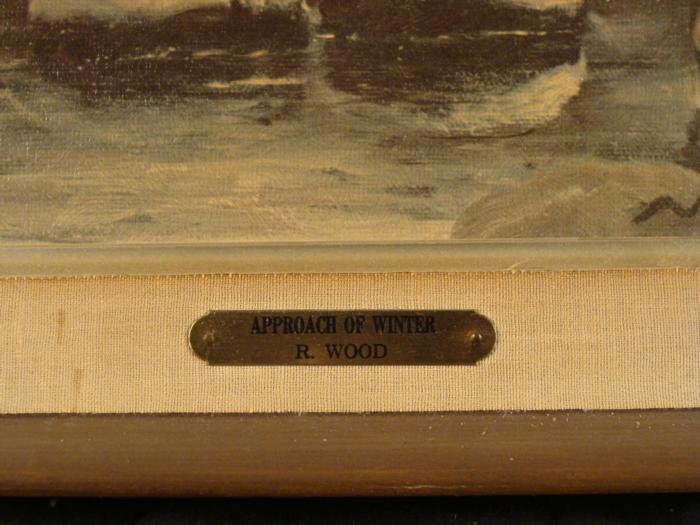 APPROACH OF WINTER
R. WOOD